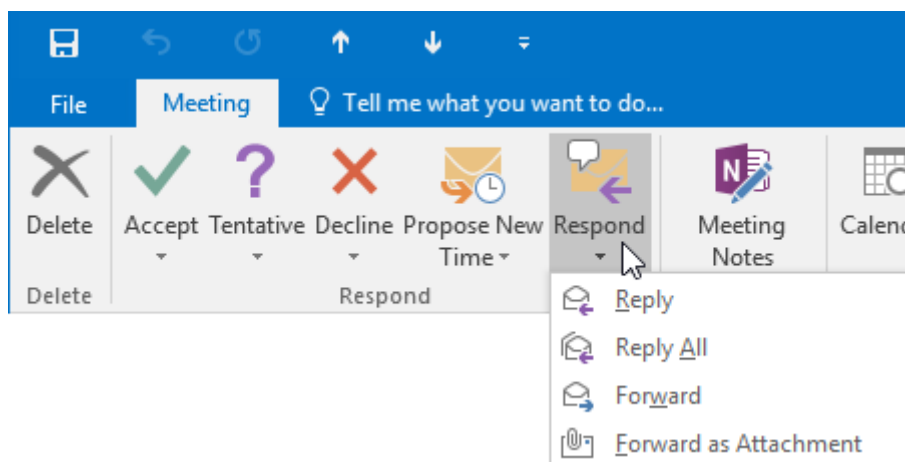 File Meeting Tell me what you want to do...
Delete Accept Tentative Decline Propose New Respond Meeting Calend
Time Notes
Delete Respond
Reply
Reply All
Forward
Forward as Attachment